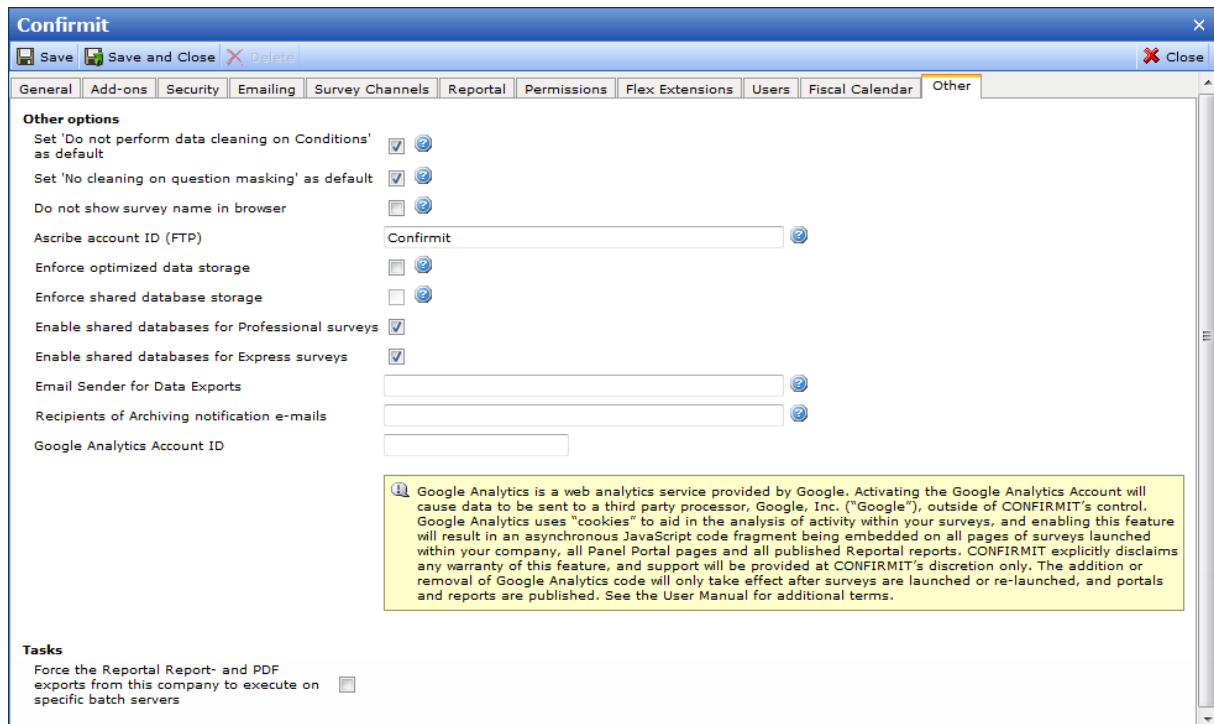 Confirmit
Save Save and Close Delete Close
General Add-ons Security Emailing Survey Channels Reportal Permissions Flex Extensions Users Fiscal Calendar Other
Other options
Set 'Do not perform data cleaning on Conditions'
as default
Set 'No cleaning on question masking' as default
Do not show survey name in browser
Ascribe account ID (FTP) Confirmit
Enforce optimized data storage
Enforce shared database storage
Enable shared databases for Professional surveys
Enable shared databases for Express surveys
Email Sender for Data Exports
Recipients of Archiving notification e-mails
Google Analytics Account ID
Google Analytics is a web analytics service provided by Google. Activating the Google Analytics Account will
cause data to be sent to a third party processor, Google, Inc. (“Google”), outside of CONFIRMIT’s control.
Google Analytics uses “cookies” to aid in the analysis of activity within your surveys, and enabling this feature
will result in an asynchronous JavaScript code fragment being embedded on all pages of surveys launched
within your company, all Panel Portal pages and all published Reportal reports. CONFIRMIT explicitly disclaims
any warranty of this feature, and support will be provided at CONFIRMIT’s discretion only. The addition or
removal of Google Analytics code will only take effect after surveys are launched or re-launched, and portals
and reports are published. See the User Manual for additional terms.
Tasks
Force the Reportal Report- and PDF
exports from this company to execute on
specific batch servers